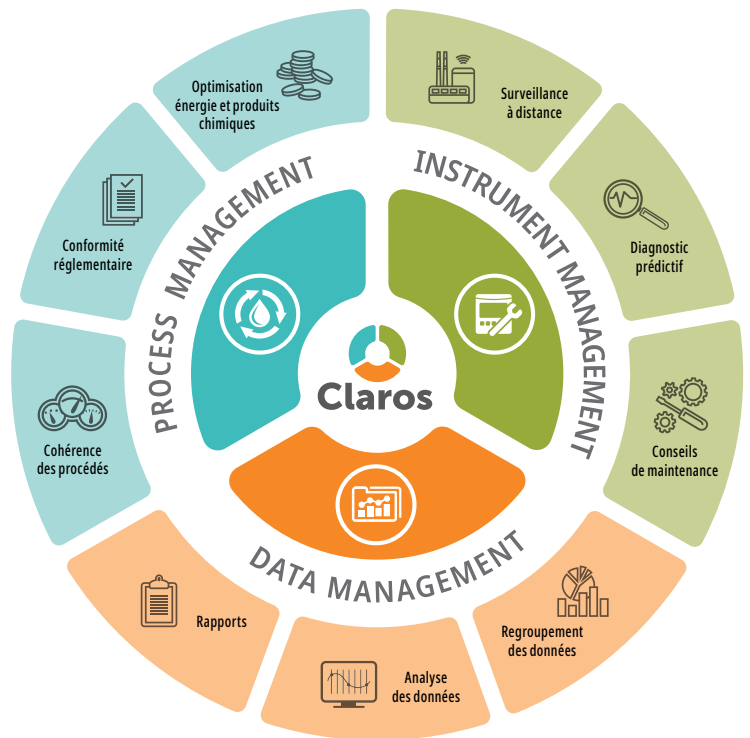 Optimisation
énergie et produits
chimiques
Surveillance
à distance
PROCESS MANAGEMENT
INSTRUMENT MANAGEMENT
Conformité
réglementaire
Diagnostic
prédictif
Claros
Cohérence
des procédés
Conseils
de maintenance
DATA MANAGEMENT
Rapports
Analyse
des données
Regroupement
des données